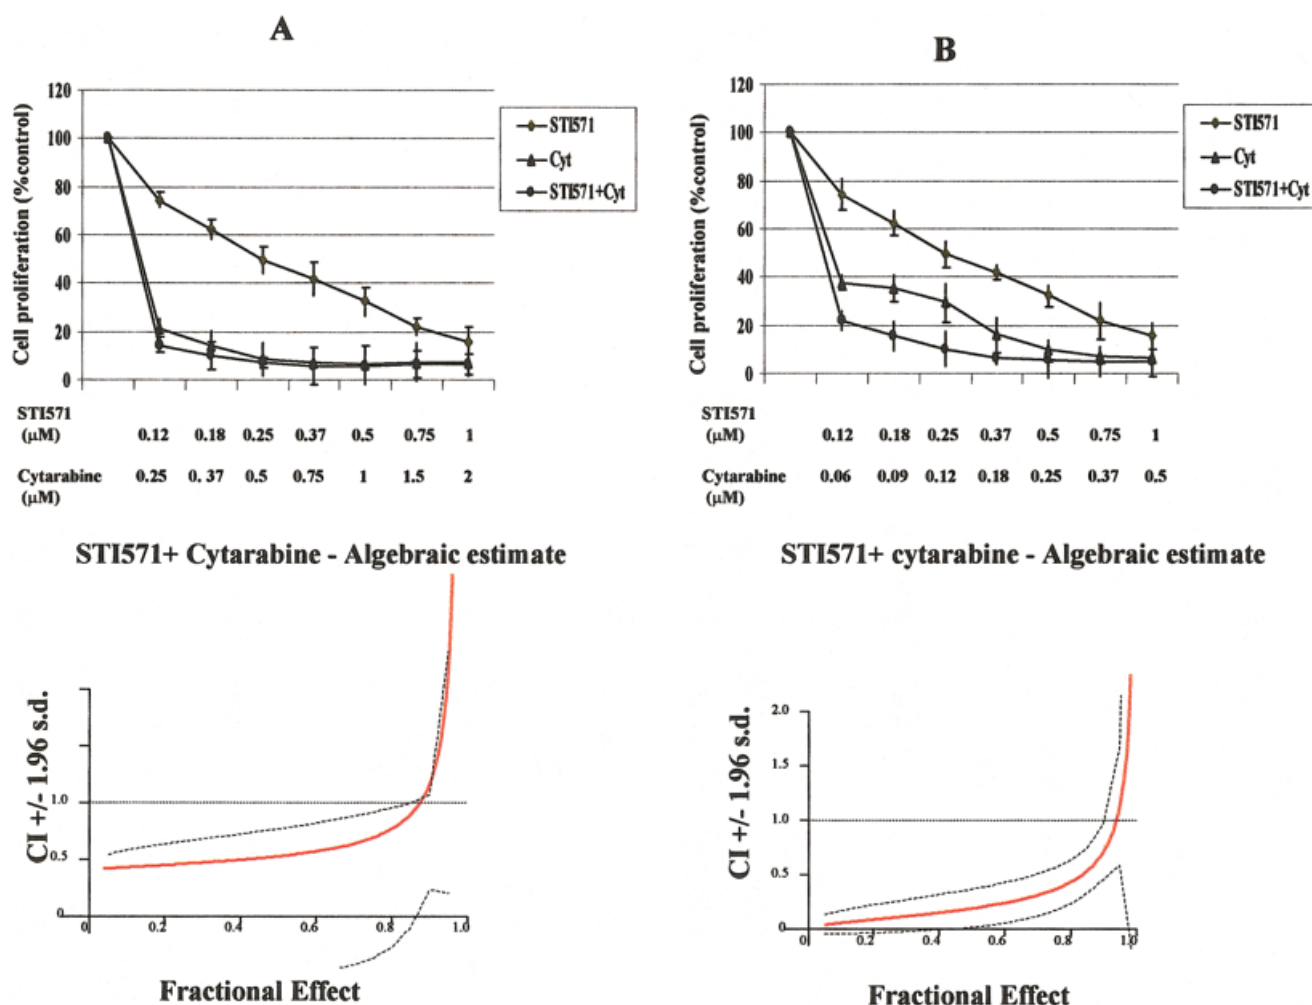 A
120
100
80
60
40
20
0
Cell proliferation (%control)
STI571
Cyt
STI571+Cyt
STI571
(μM)
0.12 0.18 0.25 0.37 0.5 0.75 1
Cytarabine
(μM)
0.25 0. 37 0.5 0.75 1 1.5 2
B
120
100
80
60
40
20
0
Cell proliferation (%control)
STI571
Cyt
STI571+Cyt
STI571
(μM)
0.12 0.18 0.25 0.37 0.5 0.75 1
Cytarabine
(μM)
0.06 0.09 0.12 0.18 0.25 0.37 0.5
STI571+ Cytarabine - Algebraic estimate
CI +/- 1.96 s.d.
1.0
0.5
0
0 0.2 0.4 0.6 0.8 1.0
Fractional Effect
STI571+ cytarabine - Algebraic estimate
CI +/- 1.96 s.d.
2.0
1.5
1.0
0.5
0
0 0.2 0.4 0.6 0.8 1.0
Fractional Effect